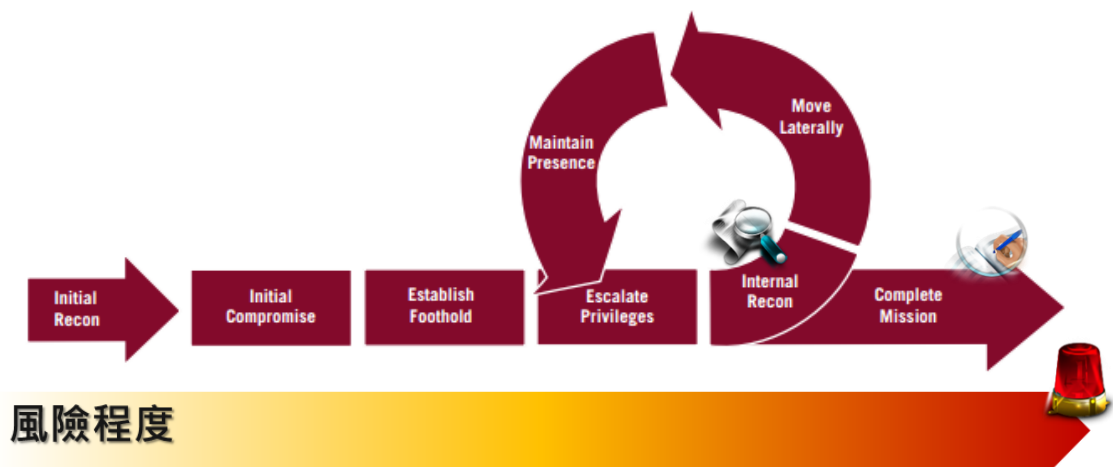 Initial
Recon
Initial
Compromise
Establish
Foothold
Escalate
Privileges
Internal
Recon
Move
Laterally
Maintain
Presence
Complete
Mission
風險程度